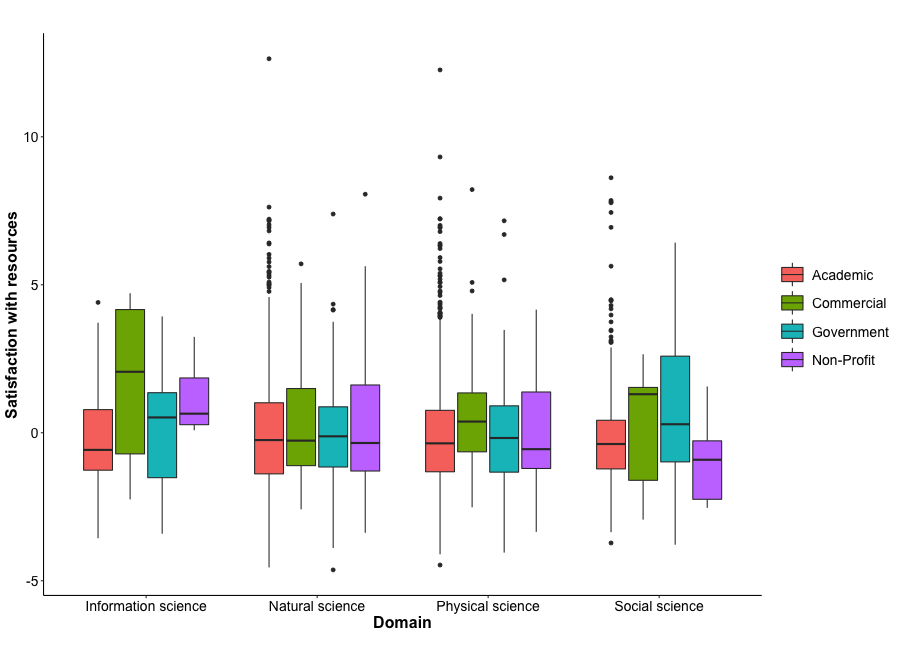 Satisfaction with resources
10
5
0
-5
Information science
Natural science
Physical science
Social science
Domain
Academic
Commercial
Government
Non-Profit